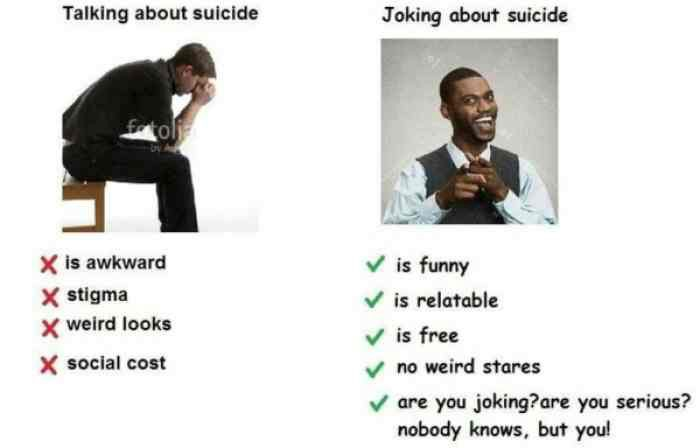 Talking about suicide
Joking about suicide
fotolia
is awkward
stigma
weird looks
social cost
is funny
is relatable
is free
no weird stares
are you joking?are you serious?
nobody knows, but you!